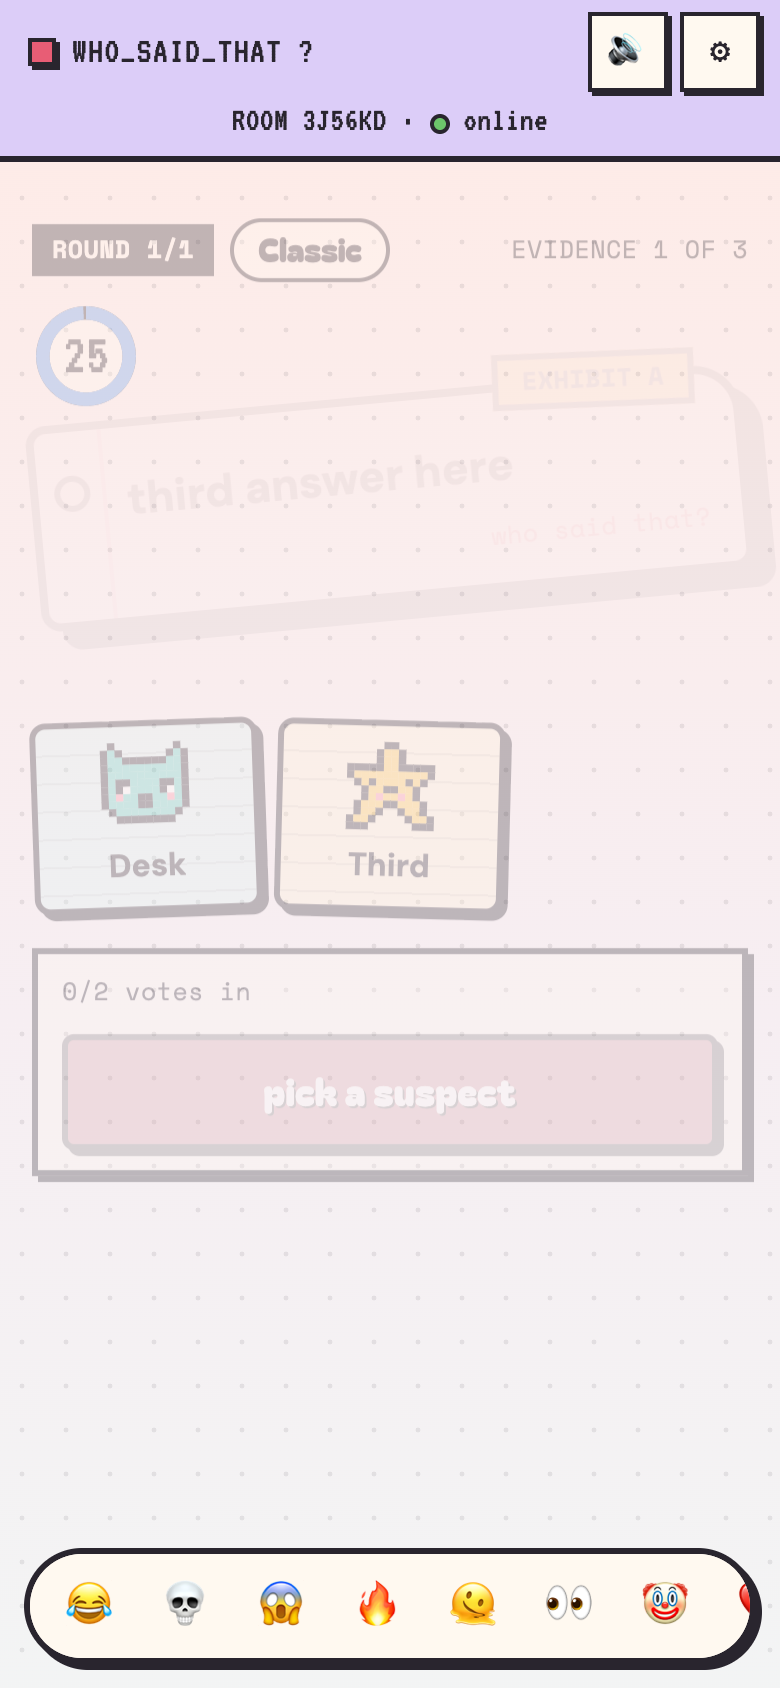 WHO_SAID_THAT ?
ROOM 3J56KD · online
ROUND 1/1
Classic
EVIDENCE 1 OF 3
25
EXHIBIT A
third answer here
who said that?
Desk
Third
0/2 votes in
pick a suspect